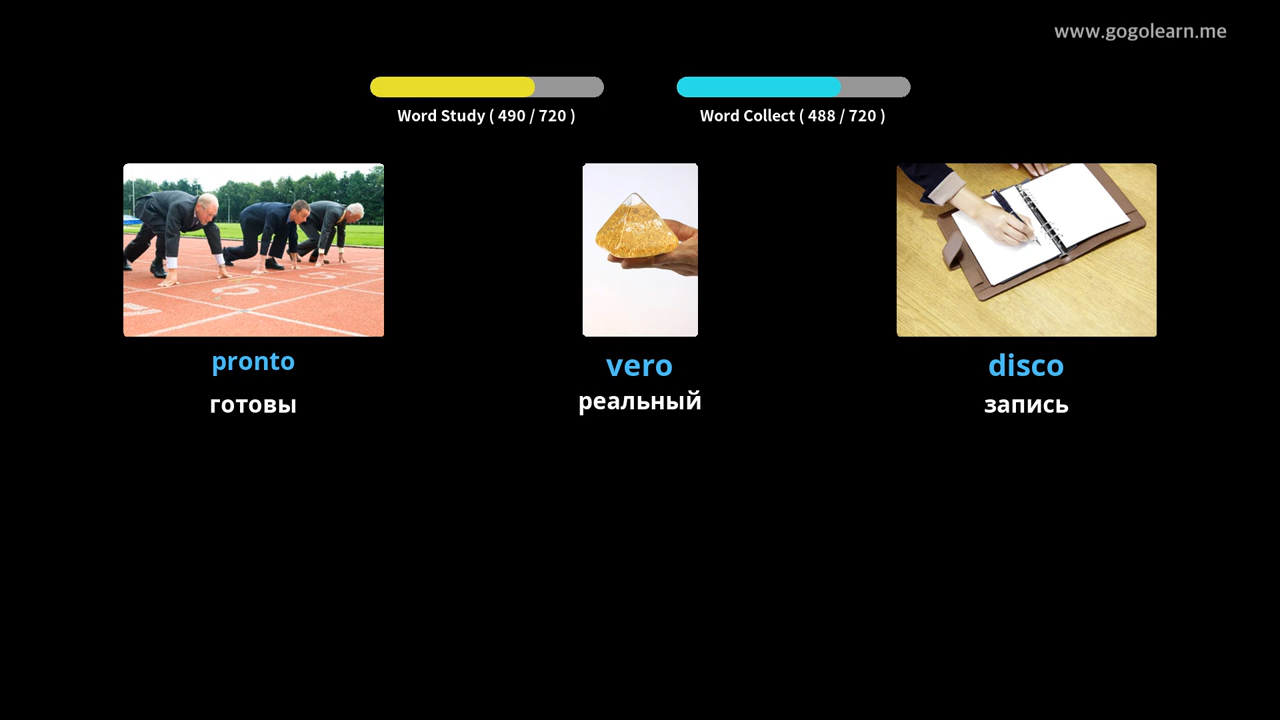 www.gogolearn.me
Word Study ( 490 / 720 )
Word Collect ( 488 / 720 )
pronto
готовы
vero
реальный
disco
запись